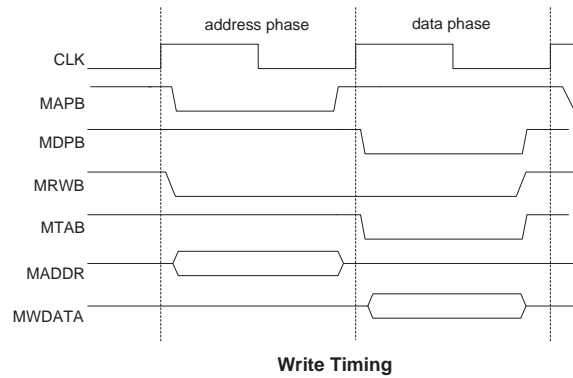 address phase
data phase
CLK
MAPB
MDPB
MRWB
MTAB
MADDR
MWDATA
Write Timing